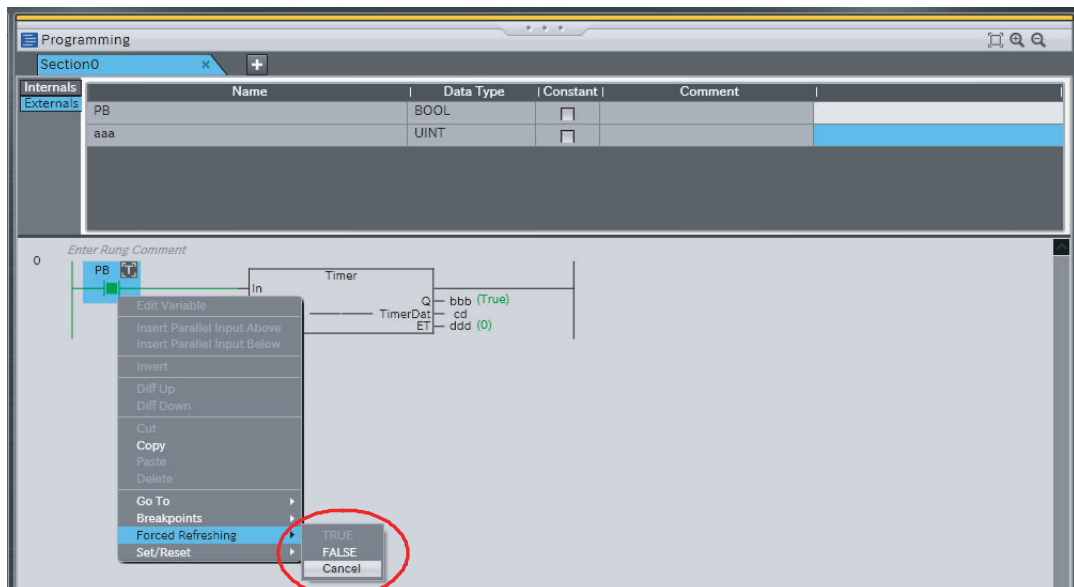 Programming
Section0 × +
Internals
Externals
Name | Data Type | Constant | Comment |
PB BOOL
aaa UINT
0 Enter Rung Comment
PB T
Timer
In
Q bbb (True)
TimerDat cd
ET ddd (0)
Edit Variable
Insert Parallel Input Above
Insert Parallel Input Below
Invert
Diff Up
Diff Down
Cut
Copy
Paste
Delete
Go To
Breakpoints
Forced Refreshing
Set/Reset
TRUE
FALSE
Cancel